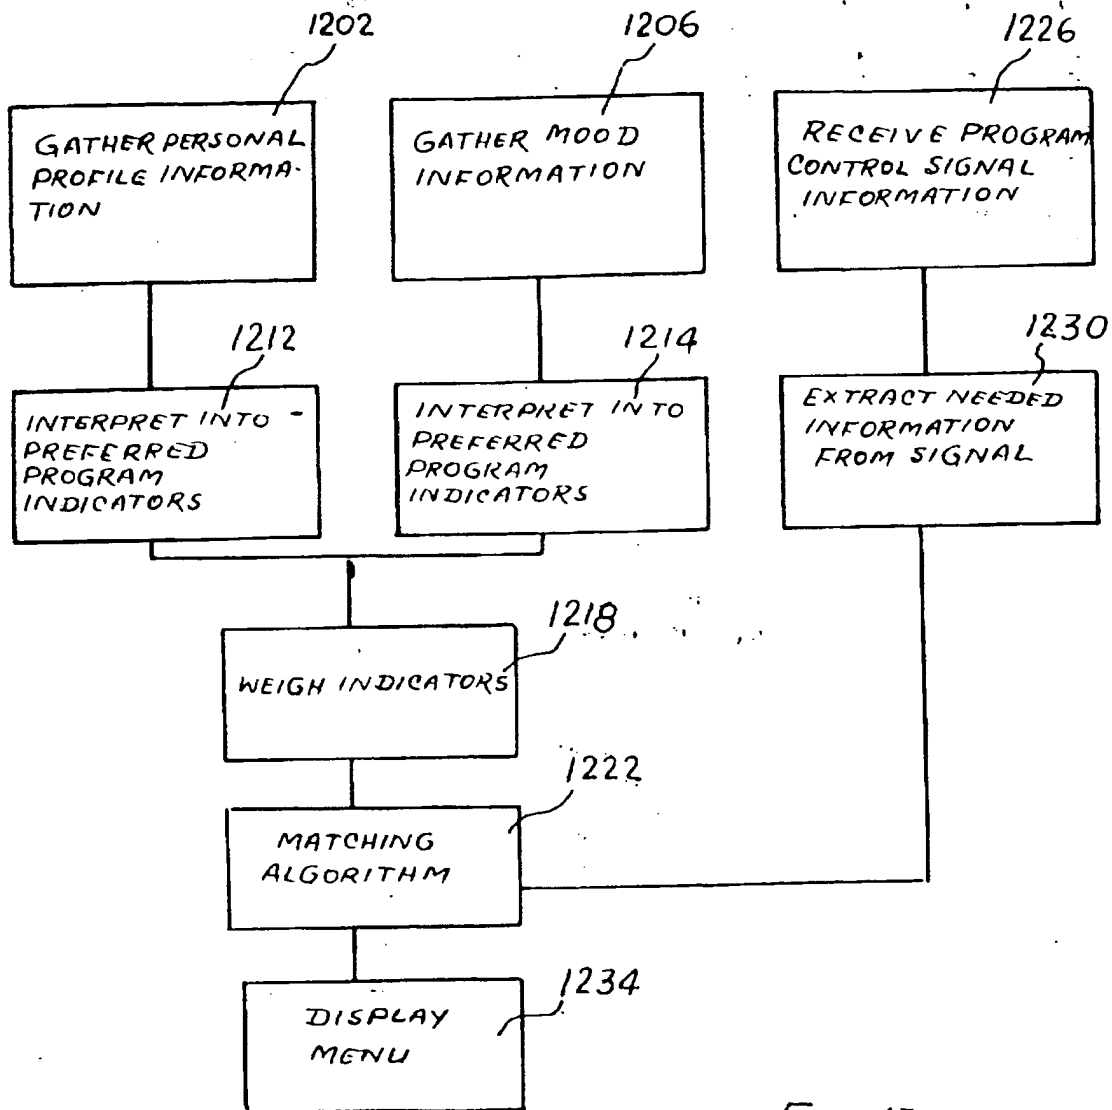 1202
1206
1226
GATHER PERSONAL
PROFILE INFORMA-
TION
GATHER MOOD
INFORMATION
RECEIVE PROGRAM
CONTROL SIGNAL
INFORMATION
1212
1214
1230
INTERPRET INTO -
PREFERRED
PROGRAM
INDICATORS
INTERPRET INTO
PREFERRED
PROGRAM
INDICATORS
EXTRACT NEEDED
INFORMATION
FROM SIGNAL
1218
WEIGH INDICATORS
1222
MATCHING
ALGORITHM
1234
DISPLAY
MENU